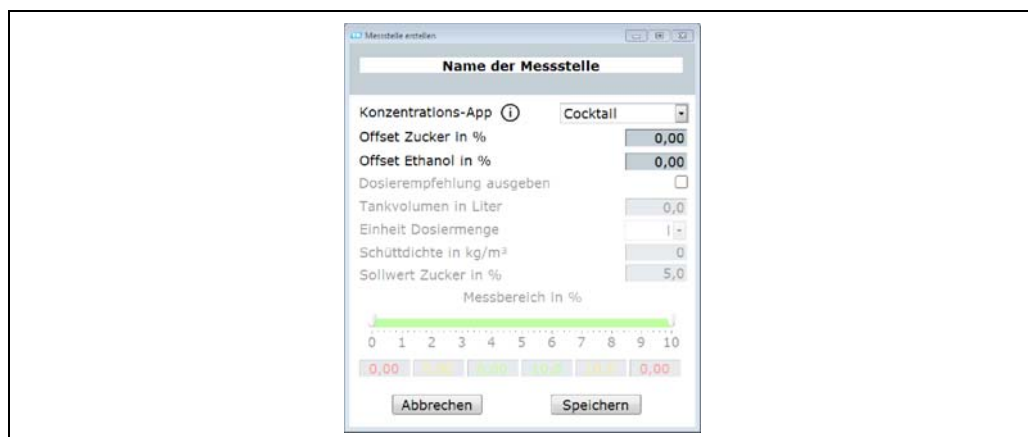 Messtelle erstellen
Name der Messstelle
Konzentrations-App i Cocktail
Offset Zucker in % 0,00
Offset Ethanol in % 0,00
Dosierempfehlung ausgeben
Tankvolumen in Liter 0,0
Einheit Dosiermenge l
Schüttdichte in kg/m³ 0
Sollwert Zucker in % 5,0
Messbereich in %
0 1 2 3 4 5 6 7 8 9 10
0,00 0,00
Abbrechen Speichern